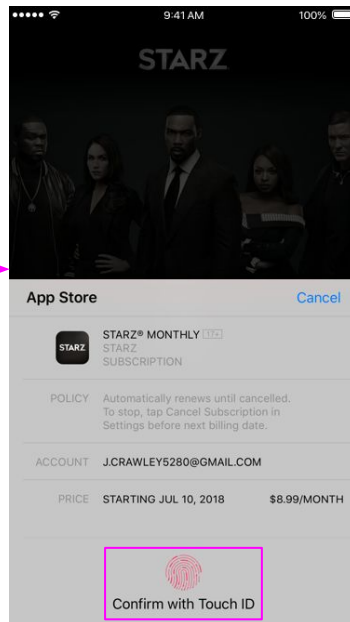 9:41 AM
100%
STARZ
App Store
Cancel
STARZ
STARZ® MONTHLY 17+
STARZ
SUBSCRIPTION
POLICY
Automatically renews until cancelled.
To stop, tap Cancel Subscription in
Settings before next billing date.
ACCOUNT J.CRAWLEY5280@GMAIL.COM
PRICE STARTING JUL 10, 2018 $8.99/MONTH
Confirm with Touch ID